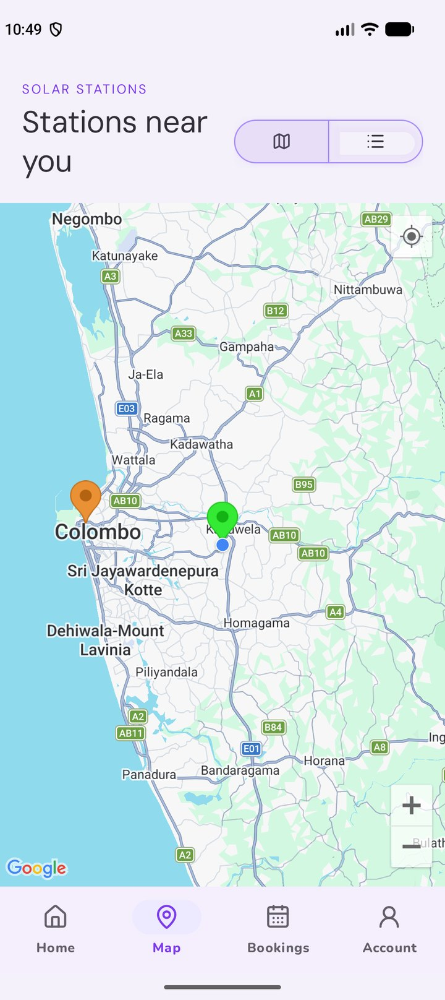 10:49
SOLAR STATIONS
Stations near
you
Negombo
AB29
Katunayake
A3
Nittambuwa
B12
A33
Gampaha
Ja-Ela
A1
E03
Ragama
Kadawatha
Wattala
B95
AB10
Colombo
AB10
AB10
Sri Jayawardenepura
Kotte
A4
Homagama
Dehiwala-Mount
Lavinia
Piliyandala
A2
B84
AB11
Ing
A8
E01
Horana
Bandaragama
Panadura
+
−
Bulath
A2
Google
Home
Map
Bookings
Account